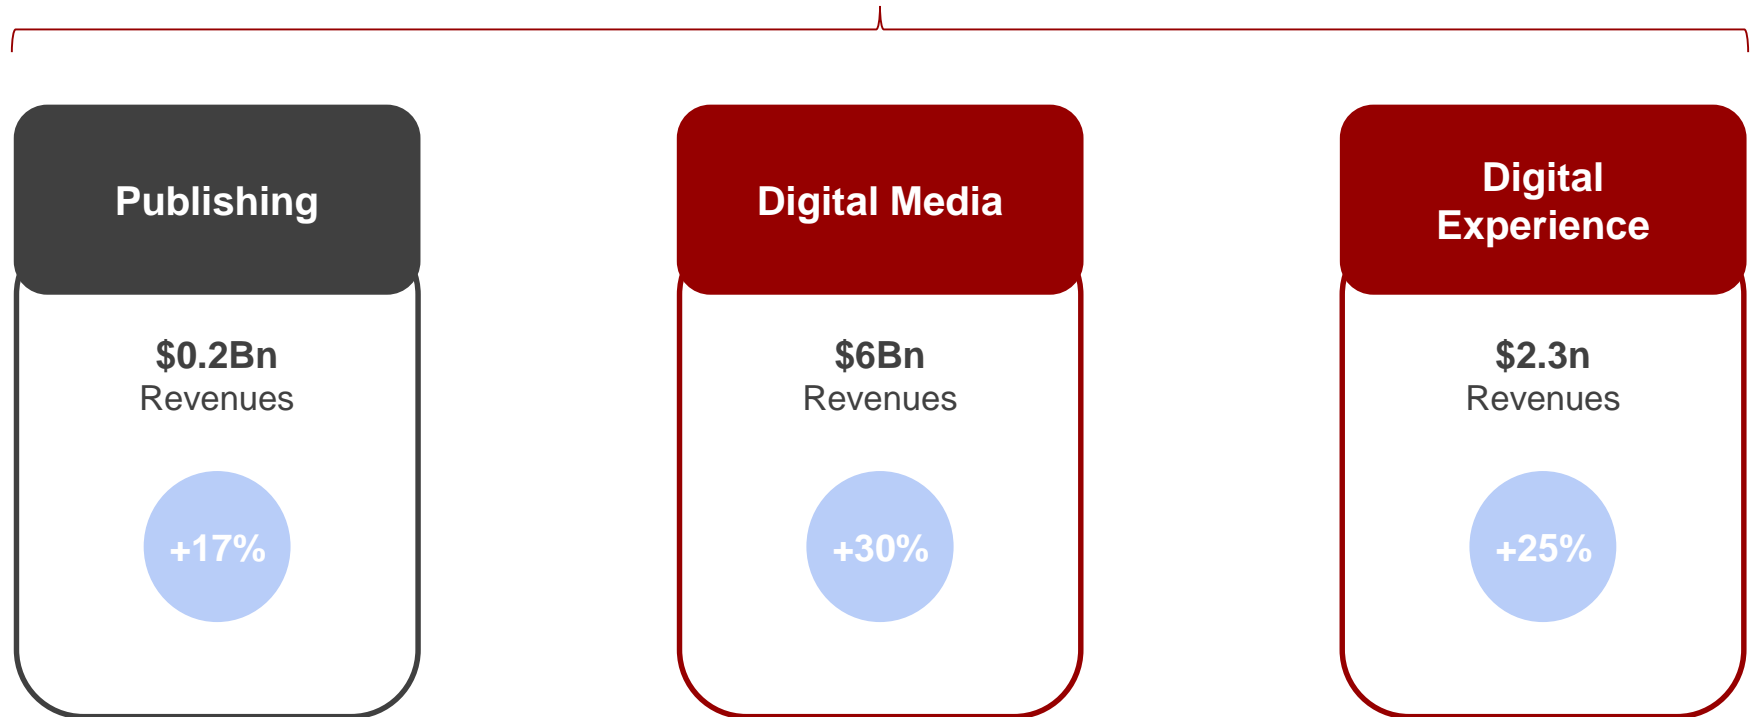 Publishing
Digital Media
Digital
Experience
$0.2Bn
Revenues
$6Bn
Revenues
$2.3n
Revenues
+17%
+30%
+25%